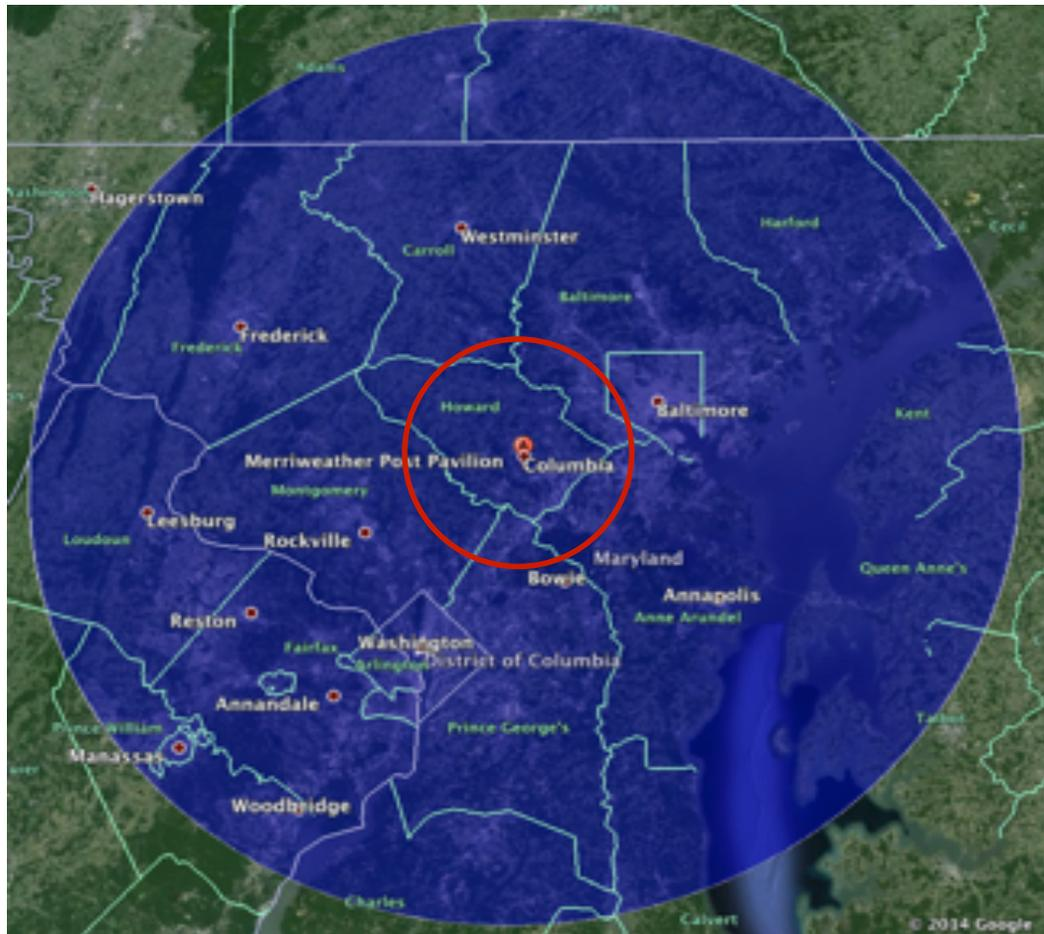 Adams
Hagerstown
Westminster
Carroll
Harford
Cecil
Baltimore
Frederick
Frederick
Howard
Baltimore
Kent
Merriweather Post Pavilion
Columbia
Montgomery
Leesburg
Loudoun
Rockville
Maryland
Bowie
Queen Anne's
Annapolis
Anne Arundel
Reston
Fairfax
Washington
Arlington
District of Columbia
Annandale
Prince William
Prince George's
Talbot
Manassas
Woodbridge
Charles
Calvert
© 2014 Google